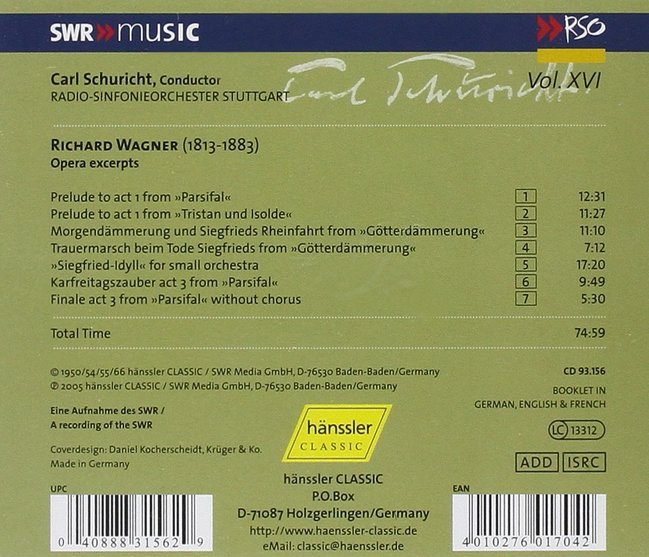 SWR»music
RSO
Carl Schuricht, Conductor
Carl Schuricht
Vol. XVI
RADIO-SINFONIEORCHESTER STUTTGART
RICHARD WAGNER (1813-1883)
Opera excerpts
Prelude to act 1 from »Parsifal« 1 12:31
Prelude to act 1 from »Tristan und Isolde« 2 11:27
Morgendämmerung und Siegfrieds Rheinfahrt from »Götterdämmerung« 3 11:10
Trauermarsch beim Tode Siegfrieds from »Götterdämmerung« 4 7:12
»Siegfried-Idyll« for small orchestra 5 17:20
Karfreitagszauber act 3 from »Parsifal« 6 9:49
Finale act 3 from »Parsifal« without chorus 7 5:30
Total Time 74:59
© 1950/54/55/66 hänssler CLASSIC / SWR Media GmbH, D-76530 Baden-Baden/Germany
℗ 2005 hänssler CLASSIC / SWR Media GmbH, D-76530 Baden-Baden/Germany
CD 93.156
BOOKLET IN
GERMAN, ENGLISH & FRENCH
Eine Aufnahme des SWR /
A recording of the SWR
LC 13312
hänssler
CLASSIC
Coverdesign: Daniel Kocherscheidt, Krüger & Ko.
Made in Germany
ADD ISRC
hänssler CLASSIC
P.O.Box
D-71087 Holzgerlingen/Germany
http://www.haenssler-classic.de
eMail: classic@haenssler.de
UPC
0 40888 31562 9
EAN
4 010276 017042